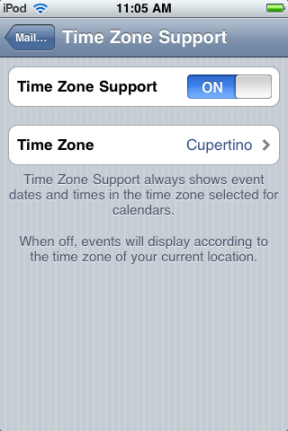 iPod 11:05 AM
Mail... Time Zone Support
Time Zone Support ON
Time Zone Cupertino
Time Zone Support always shows event
dates and times in the time zone selected for
calendars.
When off, events will display according to
the time zone of your current location.